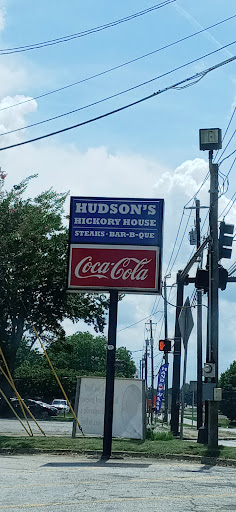 HUDSON'S
HICKORY HOUSE
STEAKS • BAR-B-QUE
Coca-Cola